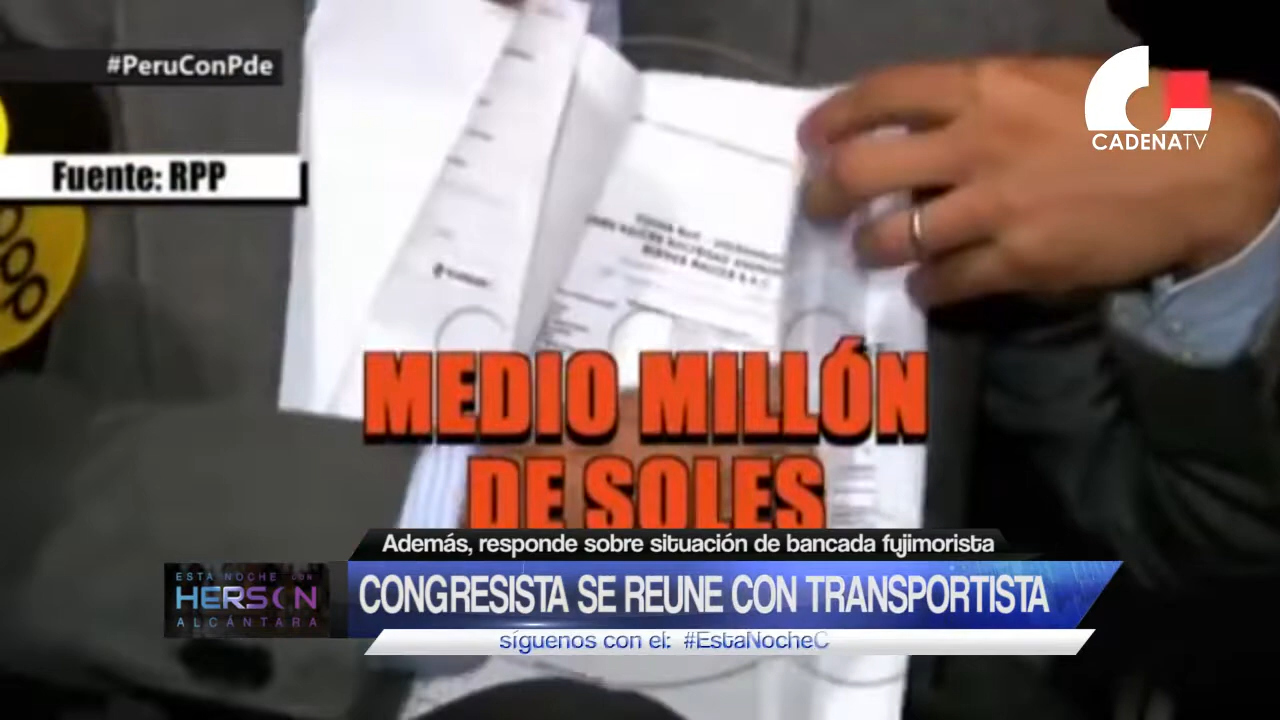 #PeruConPde
CADENATV
Fuente: RPP
MEDIO MILLÓN
DE SOLES
Además, responde sobre situación de bancada fujimorista
ESTA NOCHE CON
HERSON
ALCÁNTARA
CONGRESISTA SE REUNE CON TRANSPORTISTA
síguenos con el: #EstaNocheC